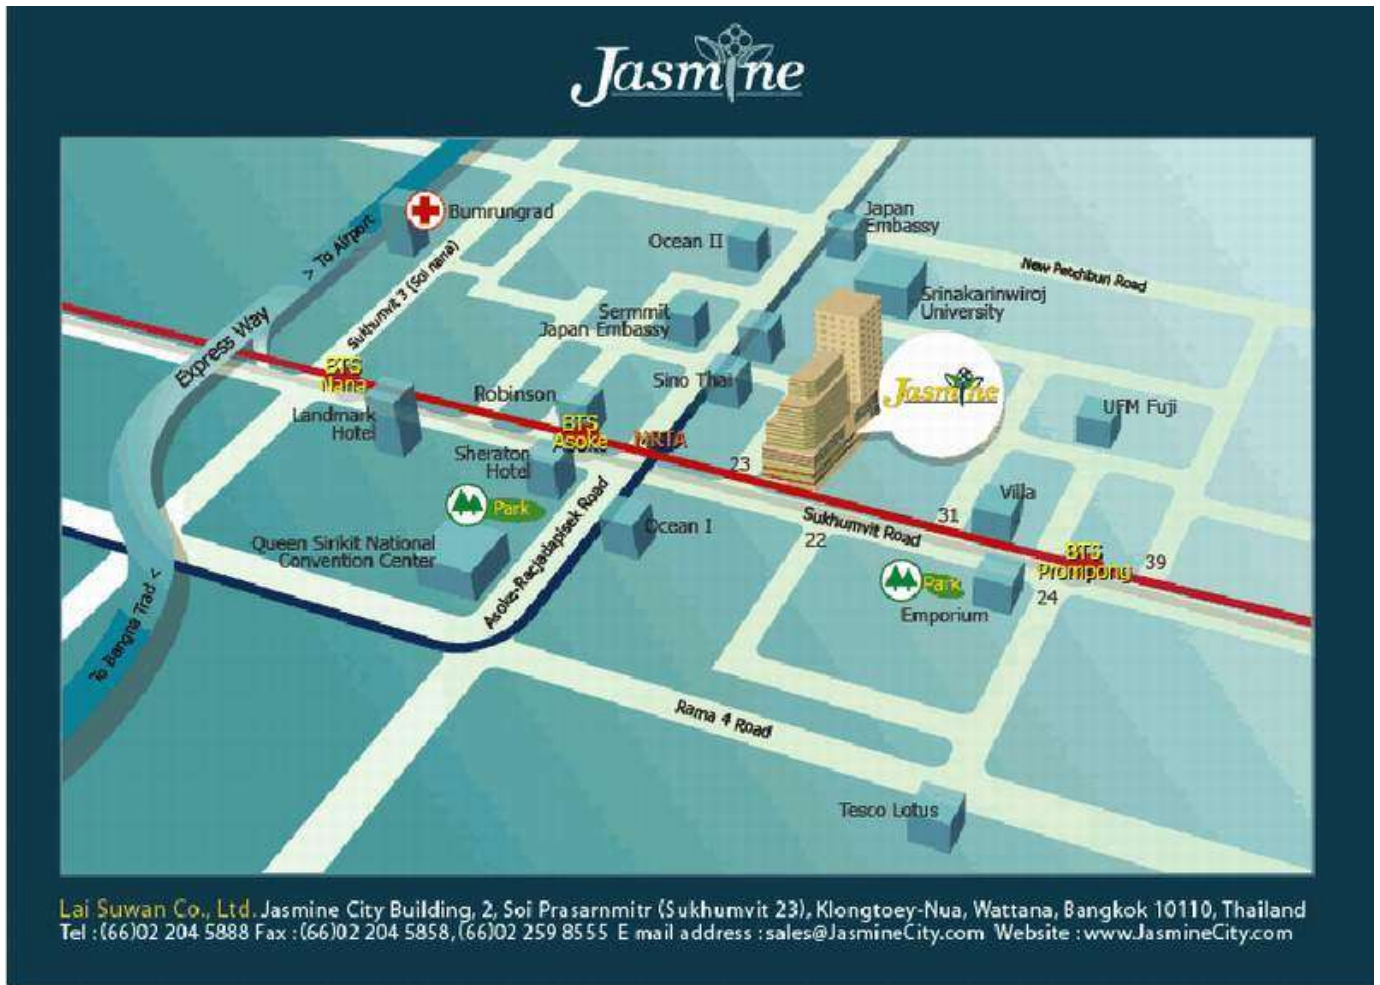 Jasmine
Bumrungrad
Japan
Embassy
Ocean II
> To Airport
Sukhumvit 3 (Soi nana)
New Petchburi Road
Srinakarinwiroj
University
Sermmit
Japan Embassy
Express Way
Jasmine
BTS
Nana
Sino Thai
Robinson
Landmark
Hotel
UFM Fuji
BTS
Asoke
MRTA
Sheraton
Hotel
23
Park
Villa
31
Sukhumvit Road
22
Ocean I
Asoke-Racjadapisek Road
Queen Sirikit National
Convention Center
BTS
Prompong
39
Park
24
Emporium
To Bangna Trad <
Rama 4 Road
Tesco Lotus
Lai Suwan Co., Ltd. Jasmine City Building, 2, Soi Prasarnmitr (Sukhumvit 23), Klongtoey-Nua, Wattana, Bangkok 10110, Thailand
Tel :(66)02 204 5888 Fax :(66)02 204 5858, (66)02 259 8555 E mail address :sales@JasmineCity.com Website :www.JasmineCity.com